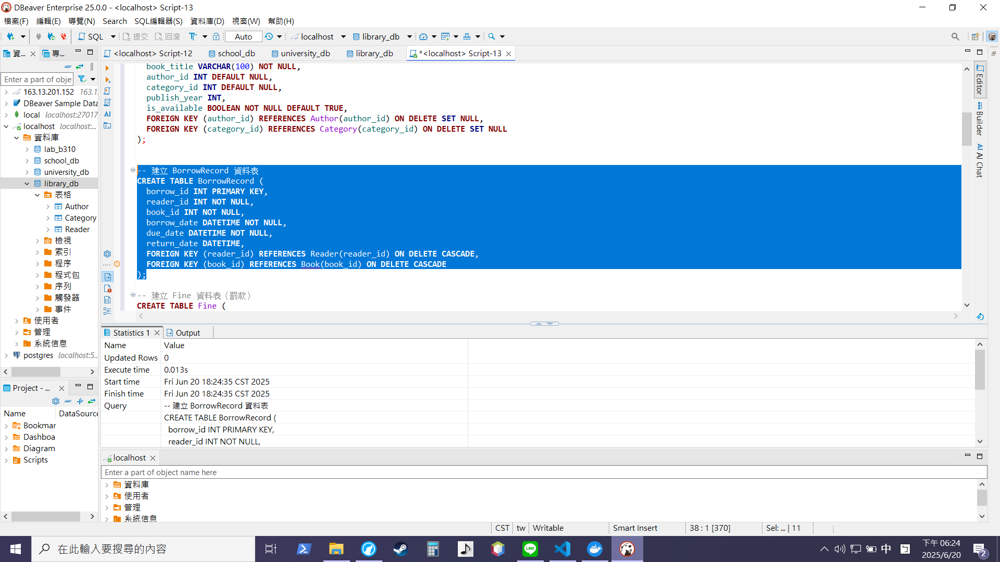 DBeaver Enterprise 25.0.0 - <localhost> Script-13
檔案(F) 編輯(E) 導覽(N) Search SQL編輯器(S) 資料庫(D) 視窗(W) 幫助(H)
SQL 提交 回滾 Auto localhost library_db
資... 專...
<localhost> Script-12 school_db university_db library_db *<localhost> Script-13
Enter a part of obje
163.13.201.152 163.1
DBeaver Sample Data
local localhost:27017
localhost localhost:...
資料庫
lab_b310
school_db
university_db
library_db
表格
Author
Category
Reader
檢視
索引
程序
程式包
序列
觸發器
事件
使用者
管理
系統信息
postgres localhost:5...
book_title VARCHAR(100) NOT NULL,
author_id INT DEFAULT NULL,
category_id INT DEFAULT NULL,
publish_year INT,
is_available BOOLEAN NOT NULL DEFAULT TRUE,
FOREIGN KEY (author_id) REFERENCES Author(author_id) ON DELETE SET NULL,
FOREIGN KEY (category_id) REFERENCES Category(category_id) ON DELETE SET NULL
);
-- 建立 BorrowRecord 資料表
CREATE TABLE BorrowRecord (
borrow_id INT PRIMARY KEY,
reader_id INT NOT NULL,
book_id INT NOT NULL,
borrow_date DATETIME NOT NULL,
due_date DATETIME NOT NULL,
return_date DATETIME,
FOREIGN KEY (reader_id) REFERENCES Reader(reader_id) ON DELETE CASCADE,
FOREIGN KEY (book_id) REFERENCES Book(book_id) ON DELETE CASCADE
);
-- 建立 Fine 資料表（罰款）
CREATE TABLE Fine (
Editor
Builder
AI AI Chat
AI
Statistics 1 Output
Name Value
Updated Rows 0
Execute time 0.013s
Start time Fri Jun 20 18:24:35 CST 2025
Finish time Fri Jun 20 18:24:35 CST 2025
Query -- 建立 BorrowRecord 資料表
CREATE TABLE BorrowRecord (
borrow_id INT PRIMARY KEY,
reader_id INT NOT NULL,
Project - ...
Name DataSource
Bookmar
Dashboa
Diagram
Scripts
localhost
Enter a part of object name here
資料庫
使用者
管理
系統信息
CST tw Writable Smart Insert 38 : 1 [370] Sel: ... | 11
在此輸入要搜尋的內容
LINE
中
下午 06:24
2025/6/20
2